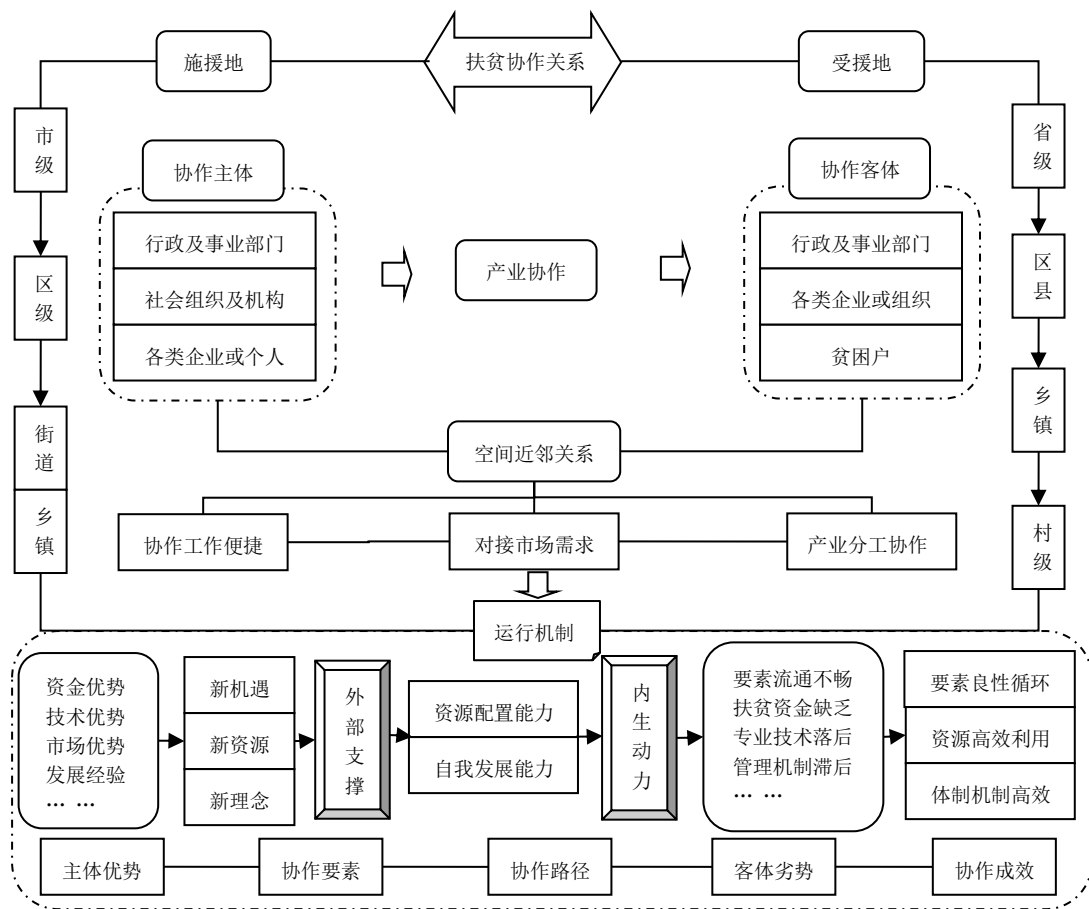 施援地
扶贫协作关系
受援地
市级
省级
协作主体
协作客体
行政及事业部门
社会组织及机构
各类企业或个人
产业协作
行政及事业部门
各类企业或组织
贫困户
区级
区县
街道
乡镇
乡镇
村级
空间近邻关系
协作工作便捷
对接市场需求
产业分工协作
运行机制
资金优势
技术优势
市场优势
发展经验
… …
新机遇
新资源
新理念
外部支撑
资源配置能力
自我发展能力
内生动力
要素流通不畅
扶贫资金缺乏
专业技术落后
管理机制滞后
… …
要素良性循环
资源高效利用
体制机制高效
主体优势
协作要素
协作路径
客体劣势
协作成效